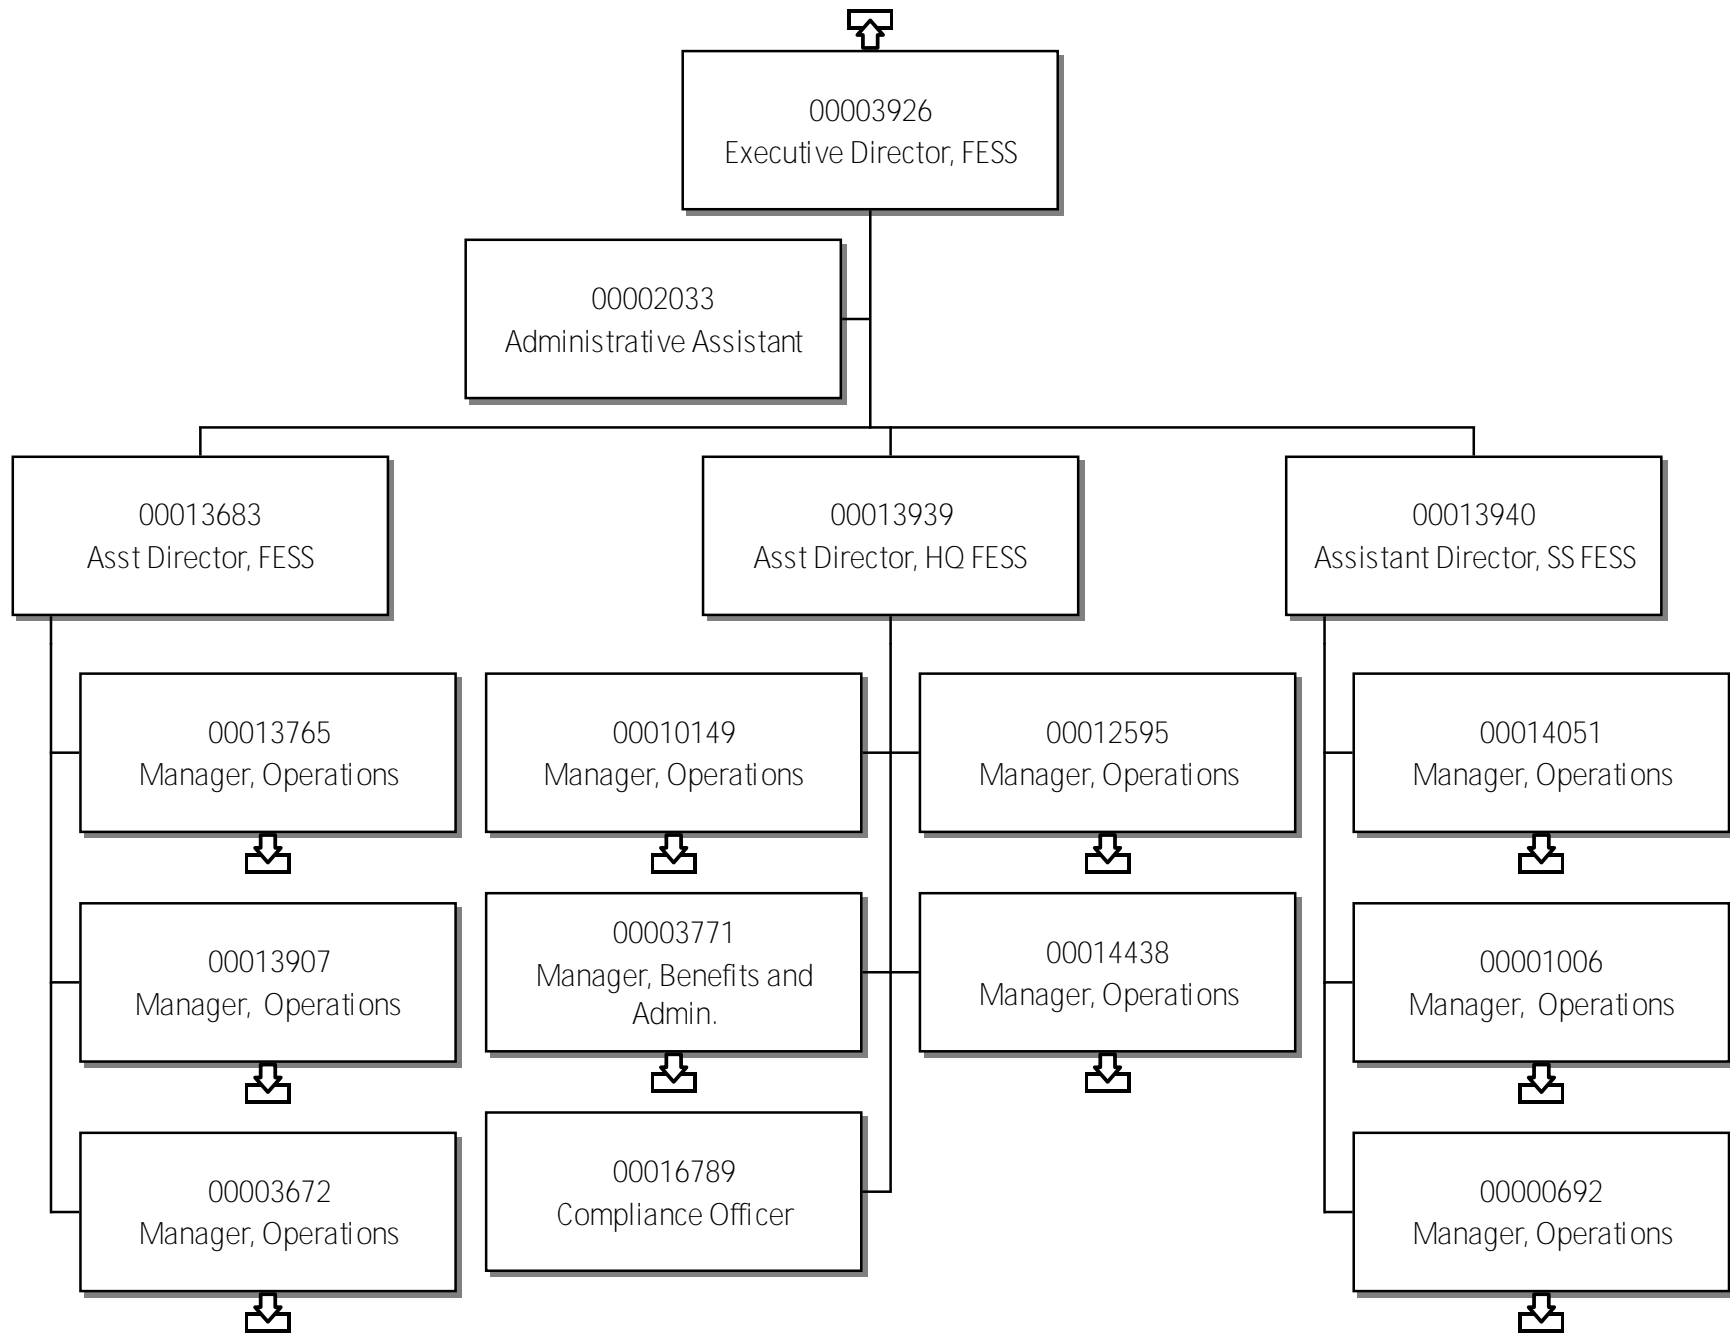 00003926
Executive Director, FESS
00002033
Administrative Assistant
00013683
Asst Director, FESS
00013939
Asst Director, HQ FESS
00013940
Assistant Director, SS FESS
00013765
Manager, Operations
00010149
Manager, Operations
00012595
Manager, Operations
00014051
Manager, Operations
00013907
Manager, Operations
00003771
Manager, Benefits and
Admin.
00014438
Manager, Operations
00001006
Manager, Operations
00003672
Manager, Operations
00016789
Compliance Officer
00000692
Manager, Operations